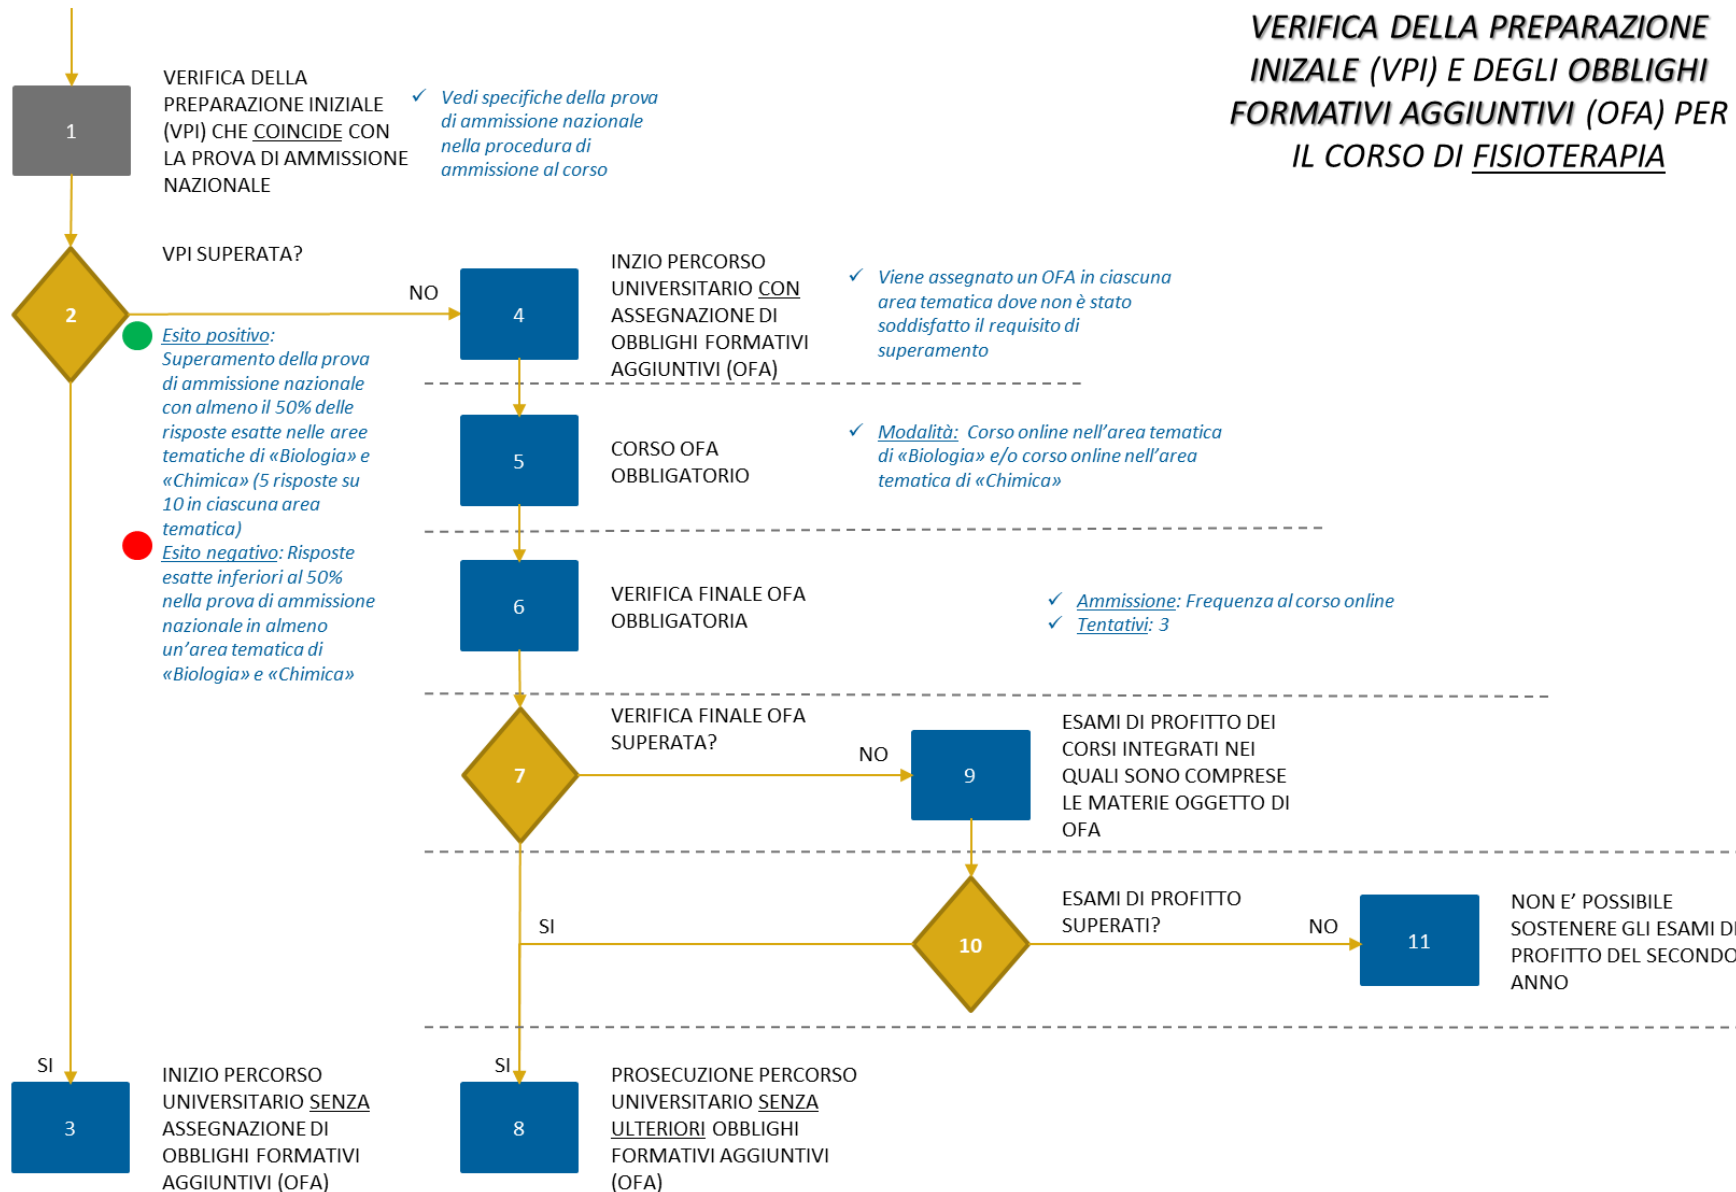 VERIFICA DELLA PREPARAZIONE
INIZALE (VPI) E DEGLI OBBLIGHI
FORMATIVI AGGIUNTIVI (OFA) PER
IL CORSO DI FISIOTERAPIA
1
VERIFICA DELLA
PREPARAZIONE INIZIALE
(VPI) CHE COINCIDE CON
LA PROVA DI AMMISSIONE
NAZIONALE
✓ Vedi specifiche della prova
di ammissione nazionale
nella procedura di
ammissione al corso
2
VPI SUPERATA?
NO
Esito positivo:
Superamento della prova
di ammissione nazionale
con almeno il 50% delle
risposte esatte nelle aree
tematiche di «Biologia» e
«Chimica» (5 risposte su
10 in ciascuna area
tematica)
Esito negativo: Risposte
esatte inferiori al 50%
nella prova di ammissione
nazionale in almeno
un'area tematica di
«Biologia» e «Chimica»
4
INZIO PERCORSO
UNIVERSITARIO CON
ASSEGNAZIONE DI
OBBLIGHI FORMATIVI
AGGIUNTIVI (OFA)
✓ Viene assegnato un OFA in ciascuna
area tematica dove non è stato
soddisfatto il requisito di
superamento
5
CORSO OFA
OBBLIGATORIO
✓ Modalità: Corso online nell'area tematica
di «Biologia» e/o corso online nell'area
tematica di «Chimica»
6
VERIFICA FINALE OFA
OBBLIGATORIA
✓ Ammissione: Frequenza al corso online
✓ Tentativi: 3
7
VERIFICA FINALE OFA
SUPERATA?
NO
9
ESAMI DI PROFITTO DEI
CORSI INTEGRATI NEI
QUALI SONO COMPRESE
LE MATERIE OGGETTO DI
OFA
10
ESAMI DI PROFITTO
SUPERATI?
SI
NO
11
NON E' POSSIBILE
SOSTENERE GLI ESAMI DI
PROFITTO DEL SECONDO
ANNO
SI
3
INIZIO PERCORSO
UNIVERSITARIO SENZA
ASSEGNAZIONE DI
OBBLIGHI FORMATIVI
AGGIUNTIVI (OFA)
SI
8
PROSECUZIONE PERCORSO
UNIVERSITARIO SENZA
ULTERIORI OBBLIGHI
FORMATIVI AGGIUNTIVI
(OFA)